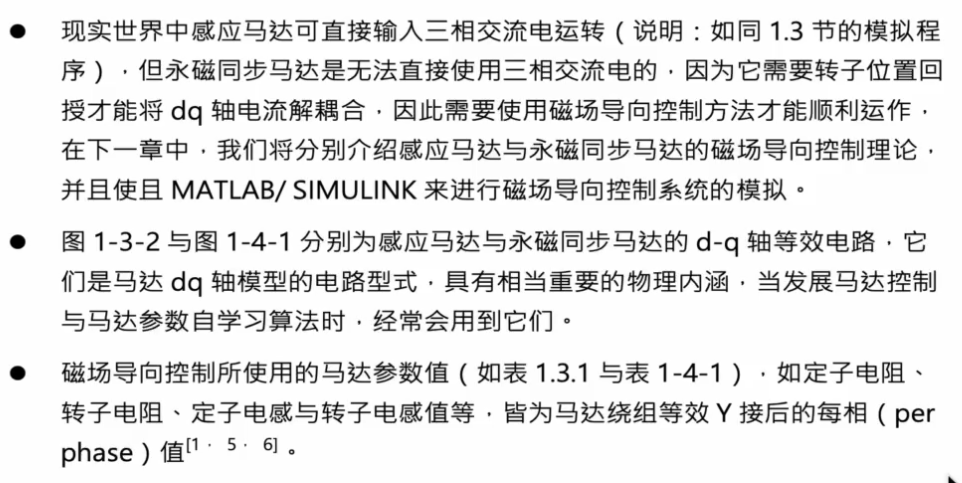 ● 现实世界中感应马达可直接输入三相交流电运转（说明：如同 1.3 节的模拟程
序），但永磁同步马达是无法直接使用三相交流电的，因为它需要转子位置回
授才能将 dq 轴电流解耦合，因此需要使用磁场导向控制方法才能顺利运作，
在下一章中，我们将分别介绍感应马达与永磁同步马达的磁场导向控制理论，
并且使且 MATLAB/ SIMULINK 来进行磁场导向控制系统的模拟。
● 图 1-3-2 与图 1-4-1 分别为感应马达与永磁同步马达的 d-q 轴等效电路，它
们是马达 dq 轴模型的电路型式，具有相当重要的物理内涵，当发展马达控制
与马达参数自学习算法时，经常会用到它们。
● 磁场导向控制所使用的马达参数值（如表 1.3.1 与表 1-4-1），如定子电阻、
转子电阻、定子电感与转子电感值等，皆为马达绕组等效 Y 接后的每相（per
phase）值[1，5，6]。